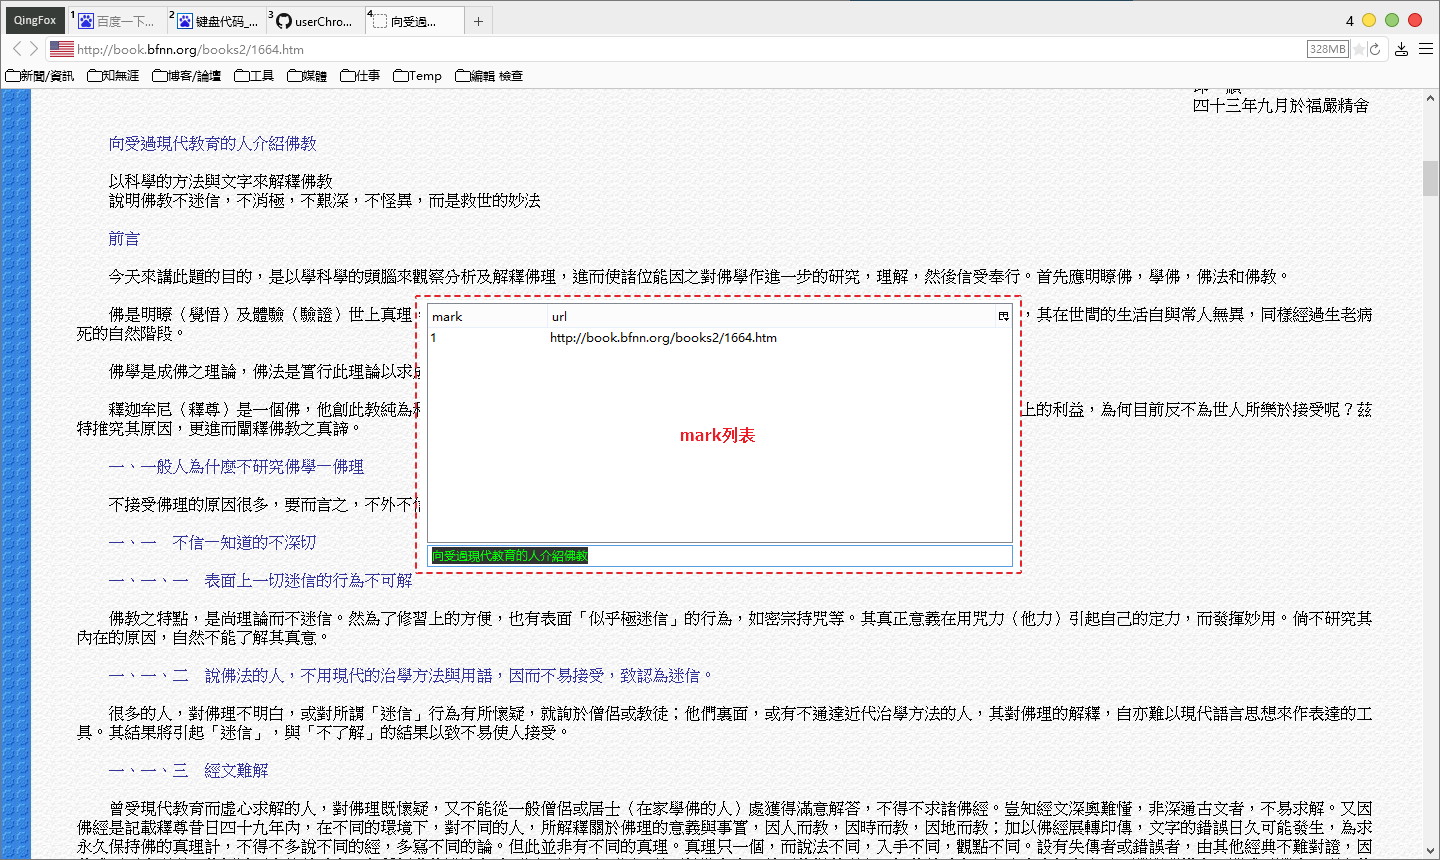 QingFox
1 百度一下...
2 键盘代码_...
3 userChro...
4 向受過...
4
http://book.bfnn.org/books2/1664.htm
328MB
新聞/資訊 知無涯 博客/論壇 工具 媒體 仕事 Temp 編輯 檢查
四十三年九月於福嚴精舍
向受過現代教育的人介紹佛教
以科學的方法與文字來解釋佛教
說明佛教不迷信，不消極，不艱深，不怪異，而是救世的妙法
前言
今天來講此題的目的，是以學科學的頭腦來觀察分析及解釋佛理，進而使諸位能因之對佛學作進一步的研究，理解，然後信受奉行。首先應明瞭佛，學佛，佛法和佛教。
佛是明瞭（覺悟）及體驗（驗證）世上真理
，其在世間的生活自與常人無異，同樣經過生老病
死的自然階段。
佛學是成佛之理論，佛法是實行此理論以求
釋迦牟尼（釋尊）是一個佛，他創此教純為
上的利益，為何目前反不為世人所樂於接受呢？茲
特推究其原因，更進而闡釋佛教之真諦。
一、一般人為什麼不研究佛學—佛理
不接受佛理的原因很多，要而言之，不外不
mark url
1 http://book.bfnn.org/books2/1664.htm
mark列表
向受過現代教育的人介紹佛教
一、一　不信—知道的不深切
一、一、一　表面上一切迷信的行為不可解
佛教之特點，是尚理論而不迷信。然為了修習上的方便，也有表面「似乎極迷信」的行為，如密宗持咒等。其真正意義在用咒力（他力）引起自己的定力，而發揮妙用。倘不研究其
內在的原因，自然不能了解其真意。
一、一、二　說佛法的人，不用現代的治學方法與用語，因而不易接受，致認為迷信。
很多的人，對佛理不明白，或對所謂「迷信」行為有所懷疑，就詢於僧侶或教徒；他們裏面，或有不通達近代治學方法的人，其對佛理的解釋，自亦難以現代語言思想來作表達的工
具。其結果將引起「迷信」，與「不了解」的結果以致不易使人接受。
一、一、三　經文難解
曾受現代教育而虛心求解的人，對佛理既懷疑，又不能從一般僧侶或居士（在家學佛的人）處獲得滿意解答，不得不求諸佛經。豈知經文深奧難懂，非深通古文者，不易求解。又因
佛經是記載釋尊昔日四十九年內，在不同的環境下，對不同的人，所解釋關於佛理的意義與事實，因人而教，因時而教，因地而教；加以佛經展轉印傳，文字的錯誤日久可能發生，為求
永久保持佛的真理計，不得不多說不同的經，多寫不同的論。但此並非有不同的真理。真理只一個，而說法不同，入手不同，觀點不同。設有失傳者或錯誤者，由其他經典不難對證，因